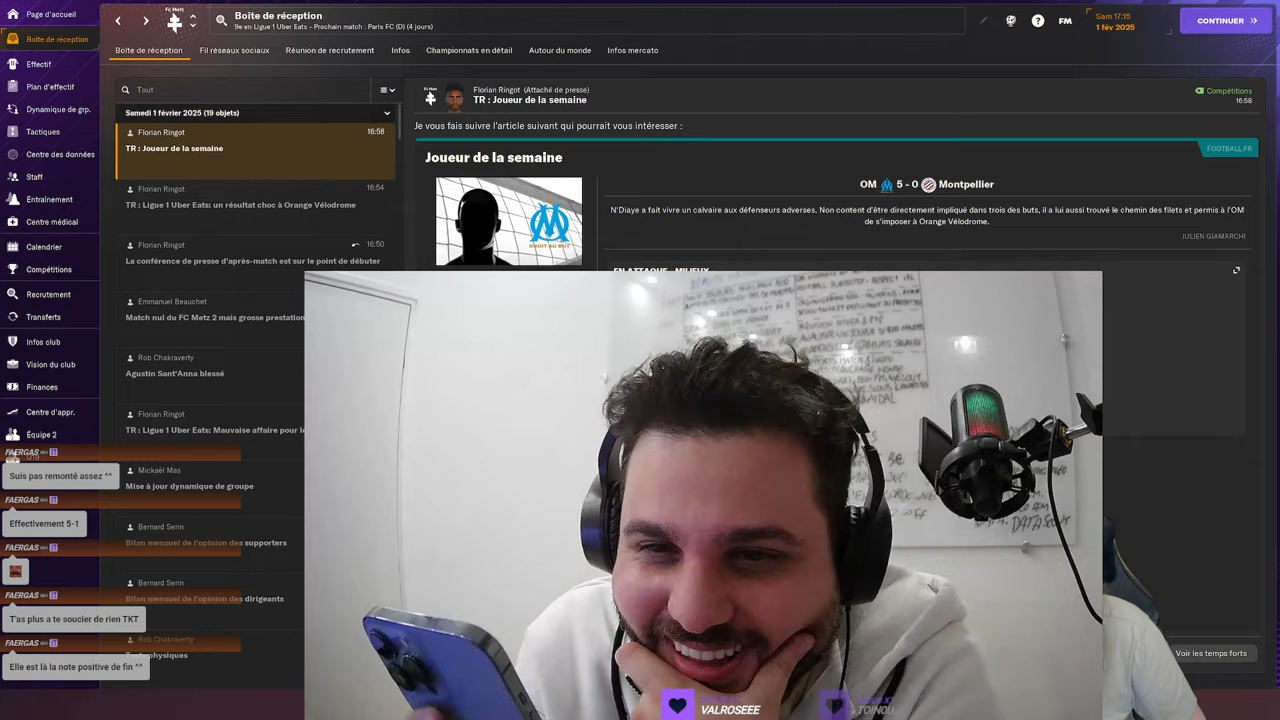 Page d'accueil
Boîte de réception
Effectif
Plan d'effectif
Dynamique de grp.
Tactiques
Centre des données
Staff
Entraînement
Centre médical
Calendrier
Compétitions
Recrutement
Transferts
Infos club
Vision du club
Finances
Centre d'appr.
Équipe 2
U19
Fc Metz
Boîte de réception
9e en Ligne 1 Uber Eats - Prochain match : Paris FC (D) (4 jours)
FM
Sam 17:15
1 fév 2025
CONTINUER
Boîte de réception
Fil réseaux sociaux
Réunion de recrutement
Infos
Championnats en détail
Autour du monde
Infos mercato
Tout
Samedi 1 février 2025 (19 objets)
Florian Ringot
16:58
TR : Joueur de la semaine
Florian Ringot
16:54
TR : Ligue 1 Uber Eats: un résultat choc à Orange Vélodrome
Florian Ringot
16:50
La conférence de presse d'après-match est sur le point de débuter
Emmanuel Beauchet
Match nul du FC Metz 2 mais grosse prestation
Rob Chakraverty
Agustin Sant'Anna blessé
Florian Ringot
TR : Ligue 1 Uber Eats: Mauvaise affaire pour le
Mickaël Mas
Mise à jour dynamique de groupe
Bernard Serin
Bilan mensuel de l'opinion des supporters
Bernard Serin
Bilan mensuel de l'opinion des dirigeants
Rob Chakraverty
physiques
Fc Metz
Florian Ringot (Attaché de presse)
TR : Joueur de la semaine
Compétitions
16:58
Je vous fais suivre l'article suivant qui pourrait vous intéresser :
FOOTBALL.FR
Joueur de la semaine
DROIT AU BUT
OM 5 - 0 Montpellier
N'Diaye a fait vivre un calvaire aux défenseurs adverses. Non content d'être directement impliqué dans trois des buts, il a lui aussi trouvé le chemin des filets et permis à l'OM
de s'imposer à Orange Vélodrome.
JULIEN GIAMARCHI
EN ATTAQUE - MILIEU
Voir les temps forts
FAERGAS
Suis pas remonté assez ^^
FAERGAS
Effectivement 5-1
FAERGAS
FAERGAS
T'as plus a te soucier de rien TKT
FAERGAS
Elle est là la note positive de fin ^^
VALROSEEE
TOINOU_